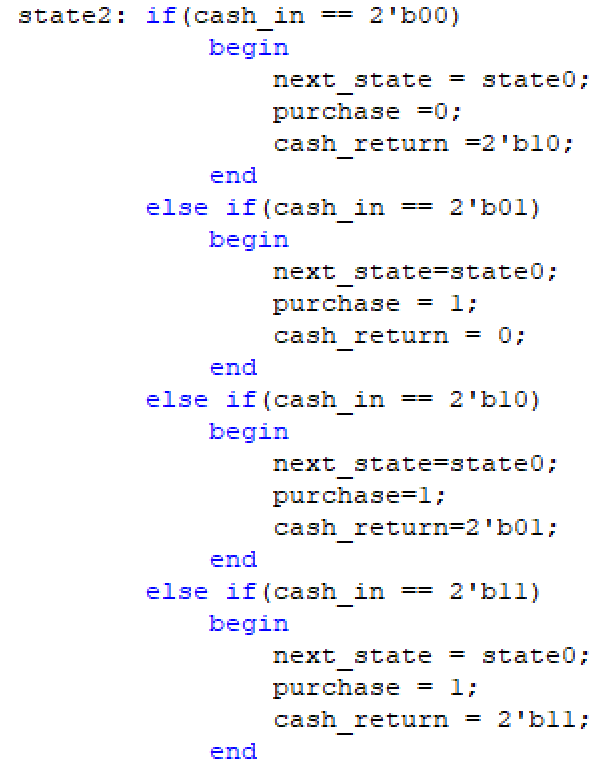 state2: if(cash_in == 2'b00)
begin
next_state = state0;
purchase =0;
cash_return =2'b10;
end
else if(cash_in == 2'b01)
begin
next_state=state0;
purchase = 1;
cash_return = 0;
end
else if(cash_in == 2'b10)
begin
next_state=state0;
purchase=1;
cash_return=2'b01;
end
else if(cash_in == 2'b11)
begin
next_state = state0;
purchase = 1;
cash_return = 2'b11;
end